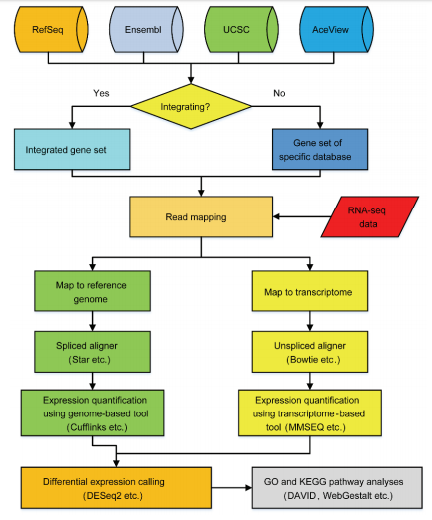 RefSeq
Ensembl
UCSC
AceView
Yes
Integrating?
No
Integrated gene set
Gene set of
specific database
Read mapping
RNA-seq
data
Map to reference
genome
Map to transcriptome
Spliced aligner
(Star etc.)
Unspliced aligner
(Bowtie etc.)
Expression quantification
using genome-based tool
(Cufflinks etc.)
Expression quantification
using transcriptome-based
tool (MMSEQ etc.)
Differential expression calling
(DESeq2 etc.)
GO and KEGG pathway analyses
(DAVID, WebGestalt etc.)